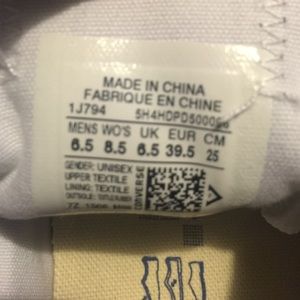 MADE IN CHINA
FABRIQUE EN CHINE
1J794
MENS WO'S UK EUR CM
6.5 8.5 6.5 39.5 25
GENDER: UNISEX
UPPER: TEXTILE
LINING: TEXTILE
CONVERSE